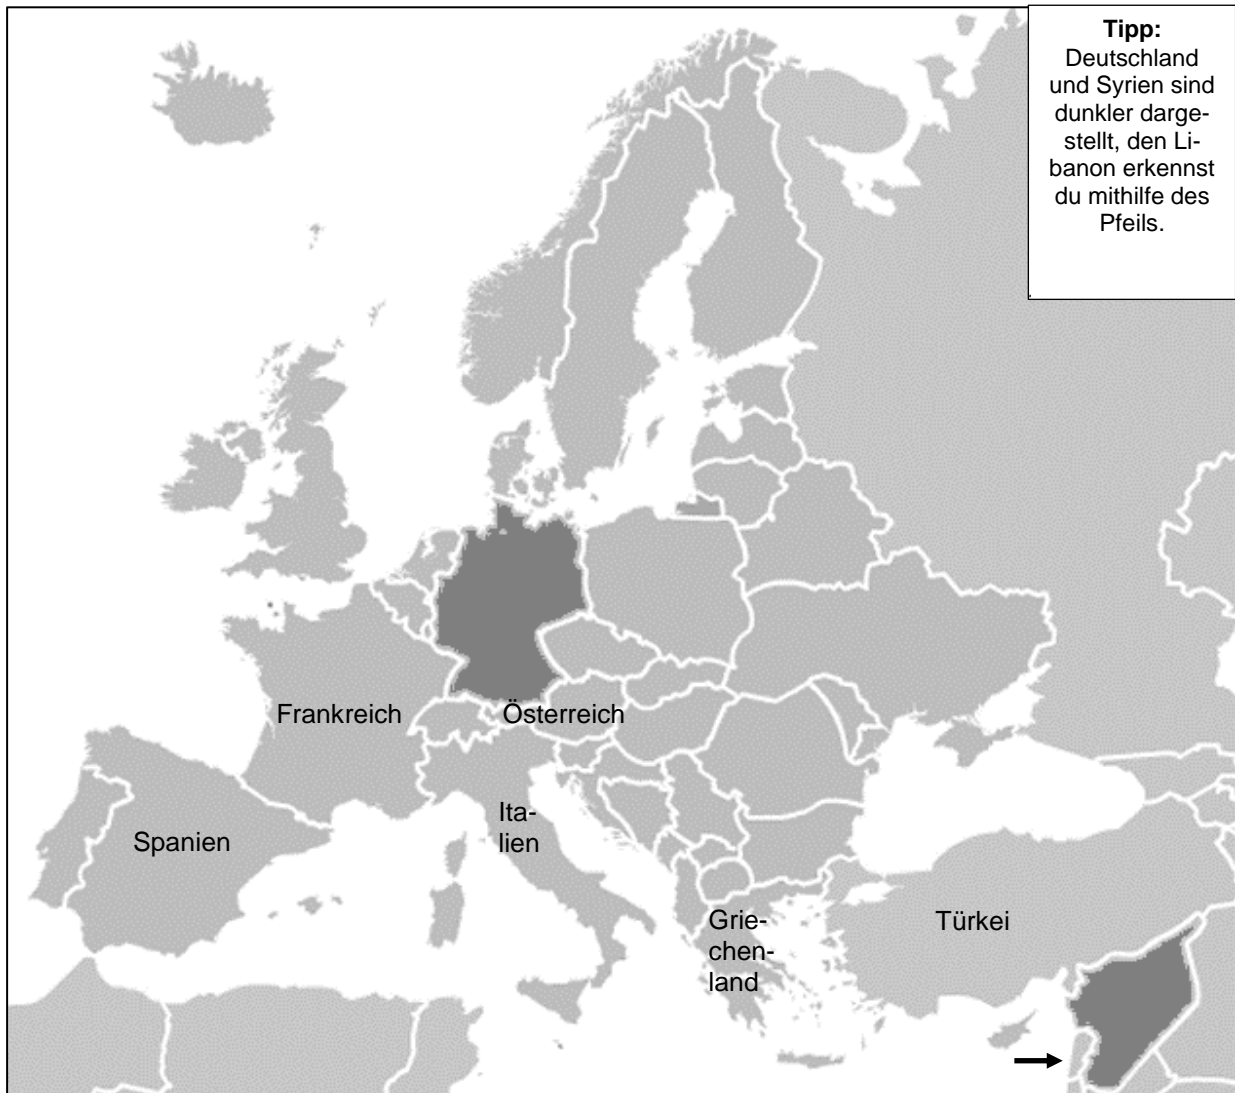 Tipp:
Deutschland
und Syrien sind
dunkler darge-
stellt, den Li-
banon erkennst
du mithilfe des
Pfeils.
Frankreich
Österreich
Ita-
lien
Spanien
Grie-
chen-
land
Türkei